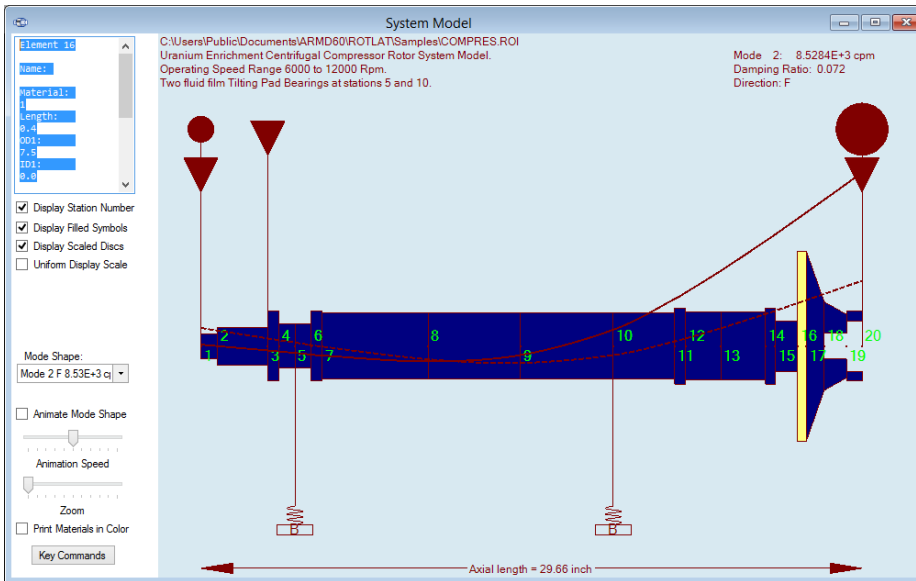 System Model
Element 16
Name:
Material:
1
Length:
0.4
OD1:
7.5
ID1:
0.0
Display Station Number
Display Filled Symbols
Display Scaled Discs
Uniform Display Scale
Mode Shape:
Mode 2 F 8.53E+3 cp
Animate Mode Shape
Animation Speed
Zoom
Print Materials in Color
Key Commands
C:\Users\Public\Documents\ARMD60\ROTLAT\Samples\COMPRES.ROI
Uranium Enrichment Centrifugal Compressor Rotor System Model.
Operating Speed Range 6000 to 12000 Rpm.
Two fluid film Tilting Pad Bearings at stations 5 and 10.
Mode 2: 8.5284E+3 cpm
Damping Ratio: 0.072
Direction: F
2 4 6 8 10 12 14 16 18 20
1 3 5 7 9 11 13 15 17 19
B B
Axial length = 29.66 inch